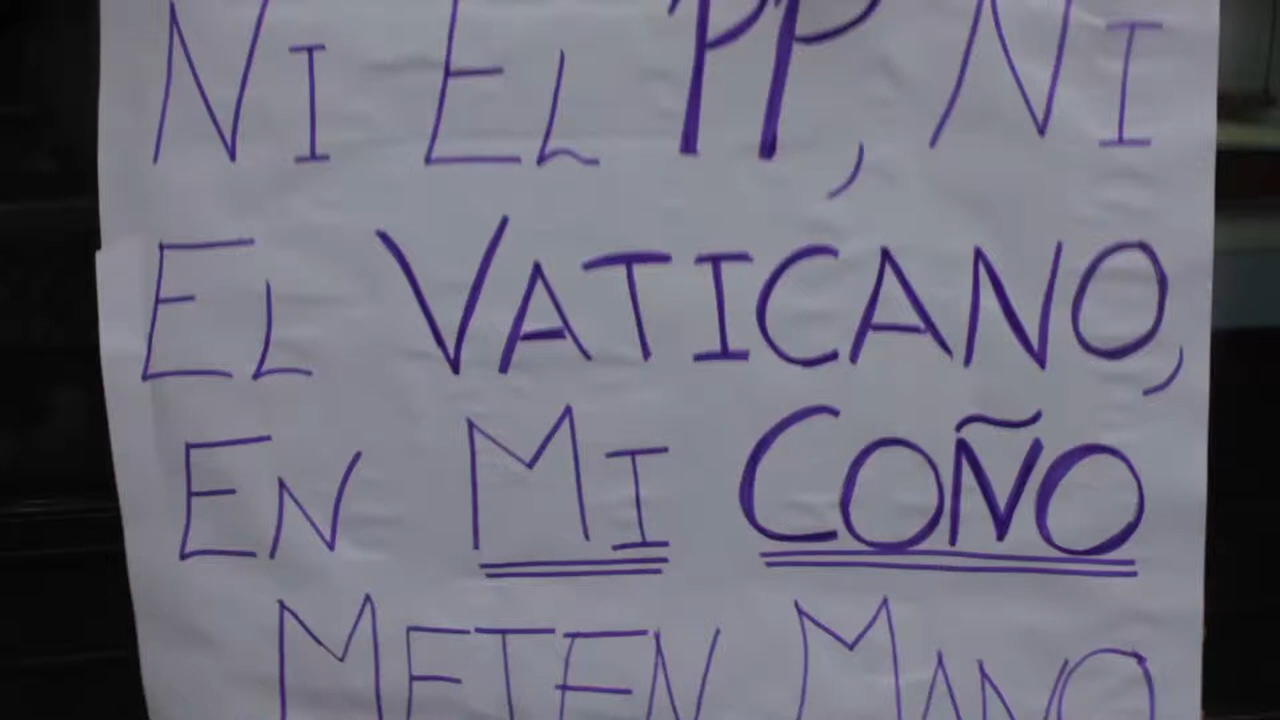 NI EL PP, NI
EL VATICANO,
EN MI COÑO
METEN MANO